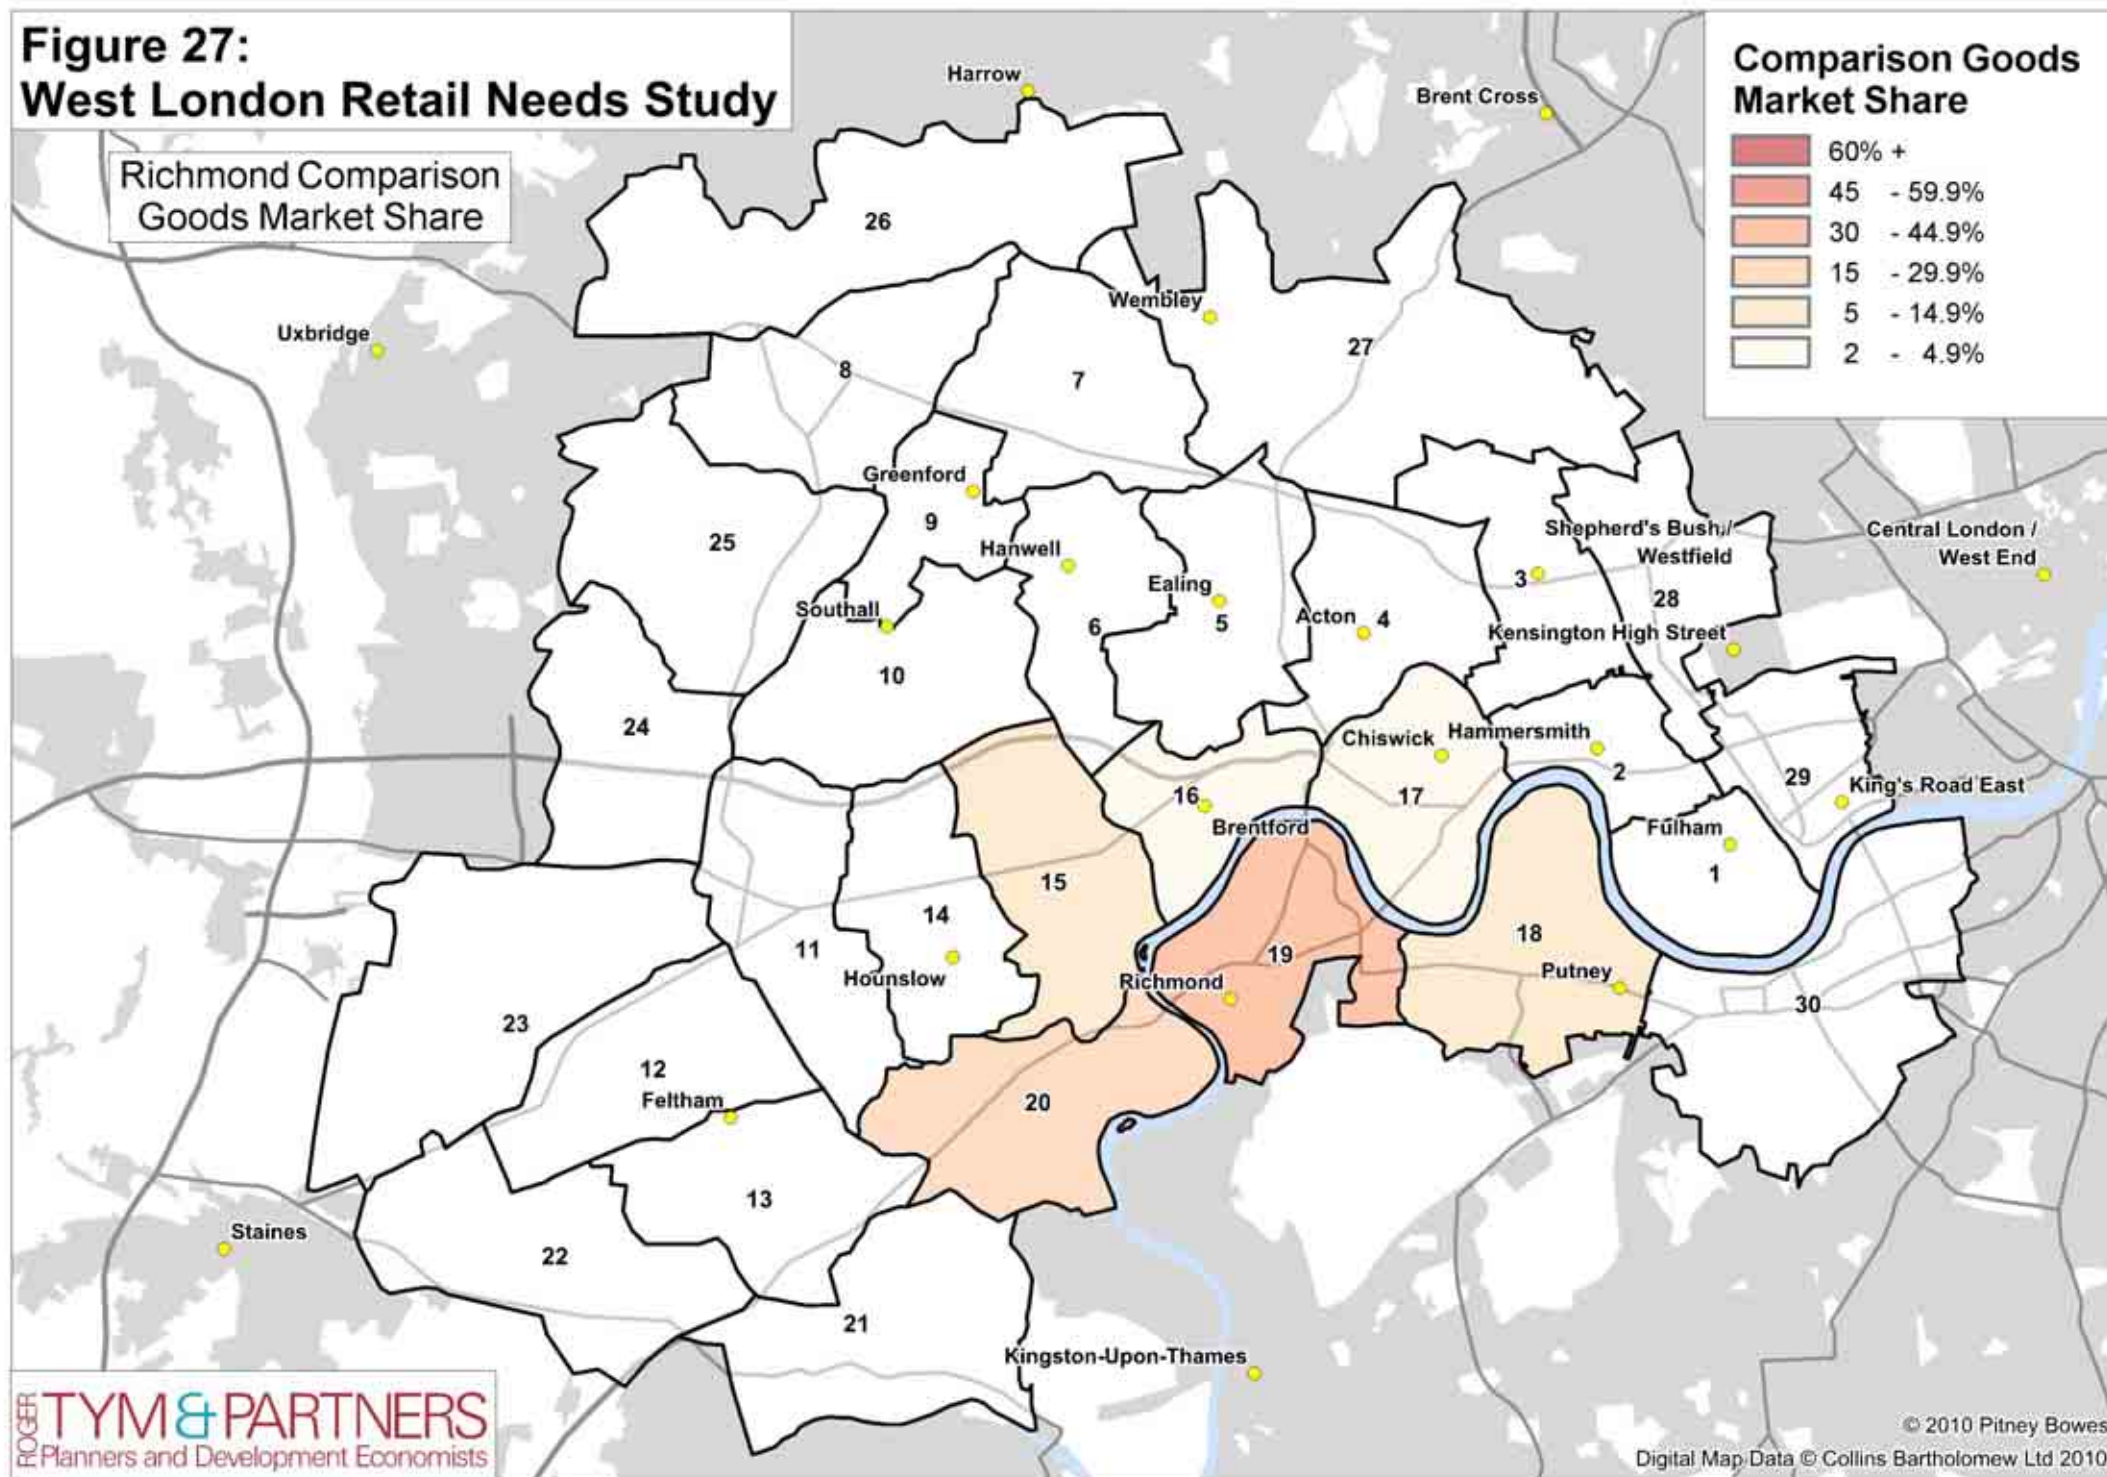 Figure 27:
West London Retail Needs Study
Richmond Comparison
Goods Market Share
Comparison Goods
Market Share
60% +
45 - 59.9%
30 - 44.9%
15 - 29.9%
5 - 14.9%
2 - 4.9%
Harrow
Brent Cross
26
Wembley
Uxbridge
27
8
7
Greenford
9
Shepherd's Bush /
Westfield
Central London /
West End
25
Hanwell
3
Ealing
28
Southall
6
5
Acton
4
Kensington High Street
10
24
Chiswick
Hammersmith
2
29
King's Road East
16
17
Brentford
Fulham
1
15
14
18
11
19
Hounslow
Richmond
Putney
30
23
12
Feltham
20
13
Staines
22
21
Kingston-Upon-Thames
ROGER
TYM & PARTNERS
Planners and Development Economists
© 2010 Pitney Bowes
Digital Map Data © Collins Bartholomew Ltd 2010